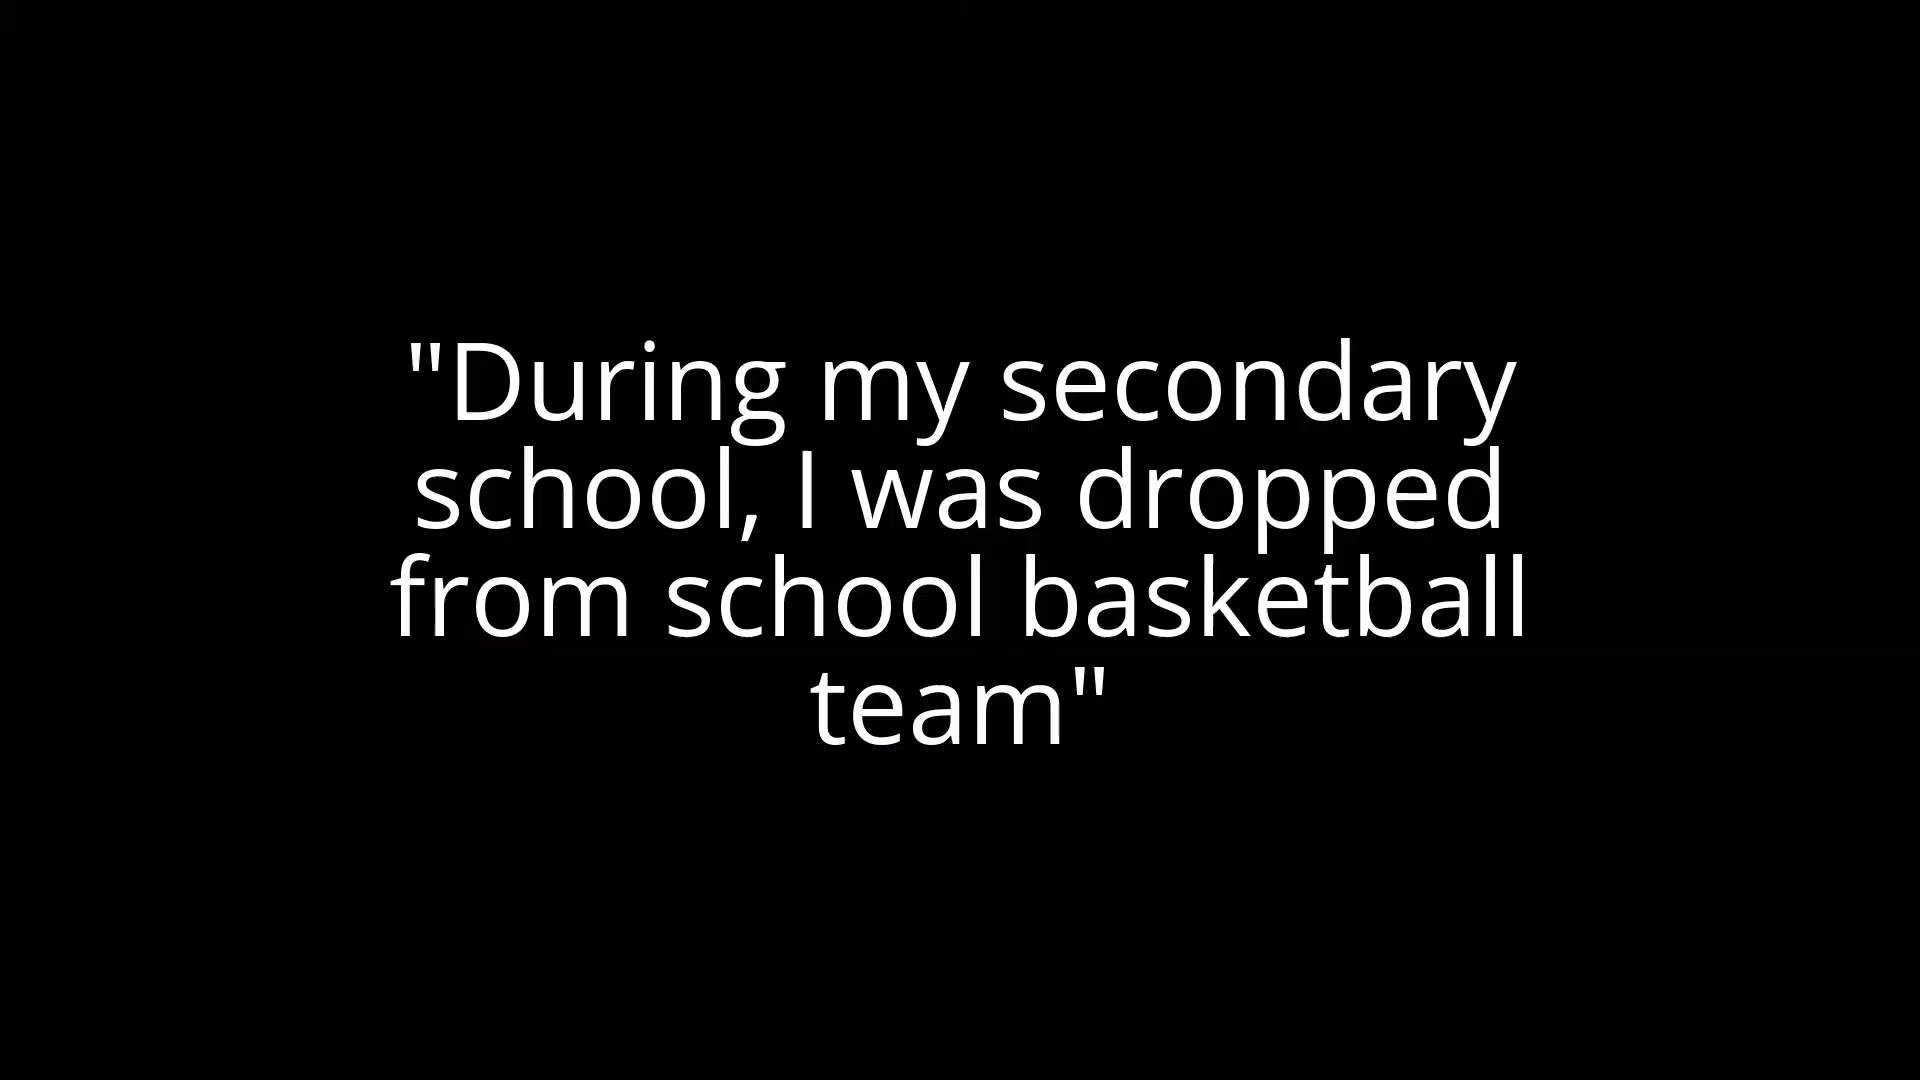 "During my secondary
school, I was dropped
from school basketball
team"